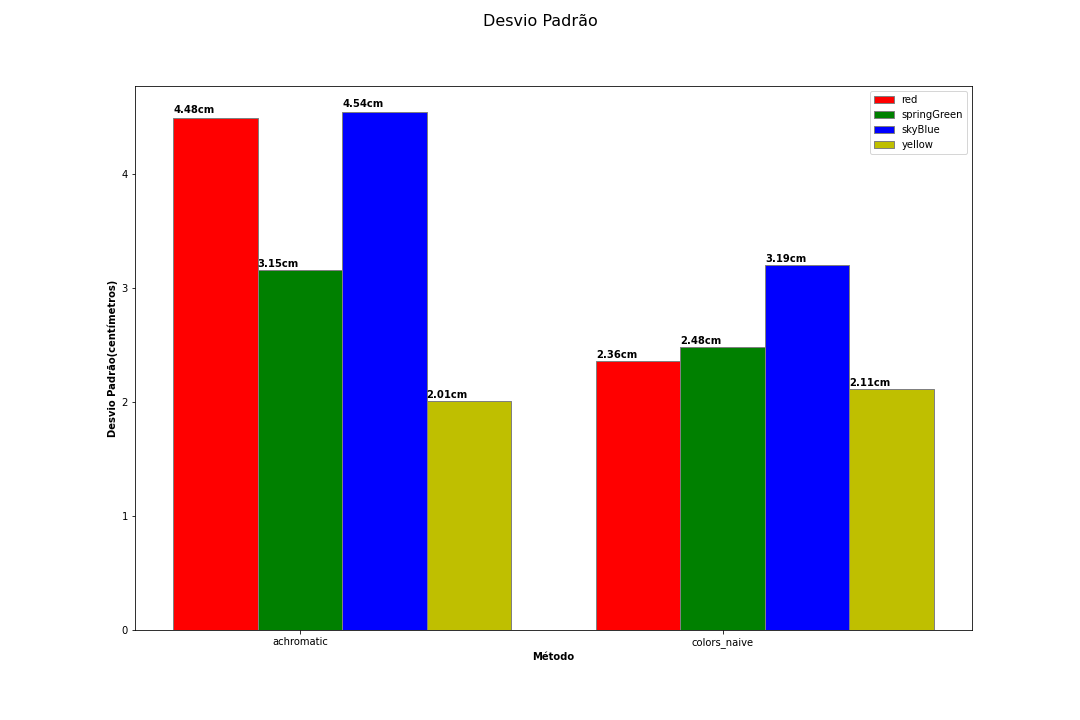 Desvio Padrão
4.48cm
3.15cm
4.54cm
2.01cm
2.36cm
2.48cm
3.19cm
2.11cm
red
springGreen
skyBlue
yellow
Desvio Padrão(centímetros)
4
3
2
1
0
achromatic
colors_naive
Método